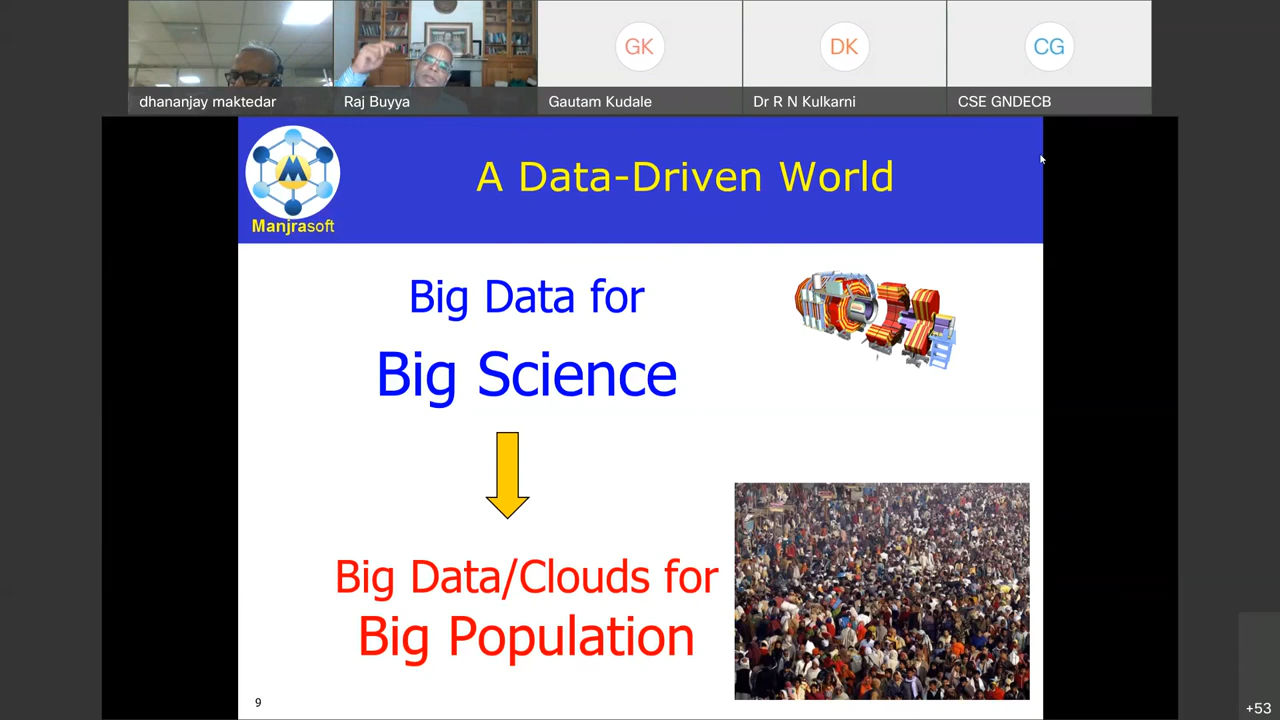 GK
DK
CG
dhananjay maktedar
Raj Buyya
Gautam Kudale
Dr R N Kulkarni
CSE GNDECB
M
Manjrasoft
A Data-Driven World
Big Data for
Big Science
Big Data/Clouds for
Big Population
9
+53